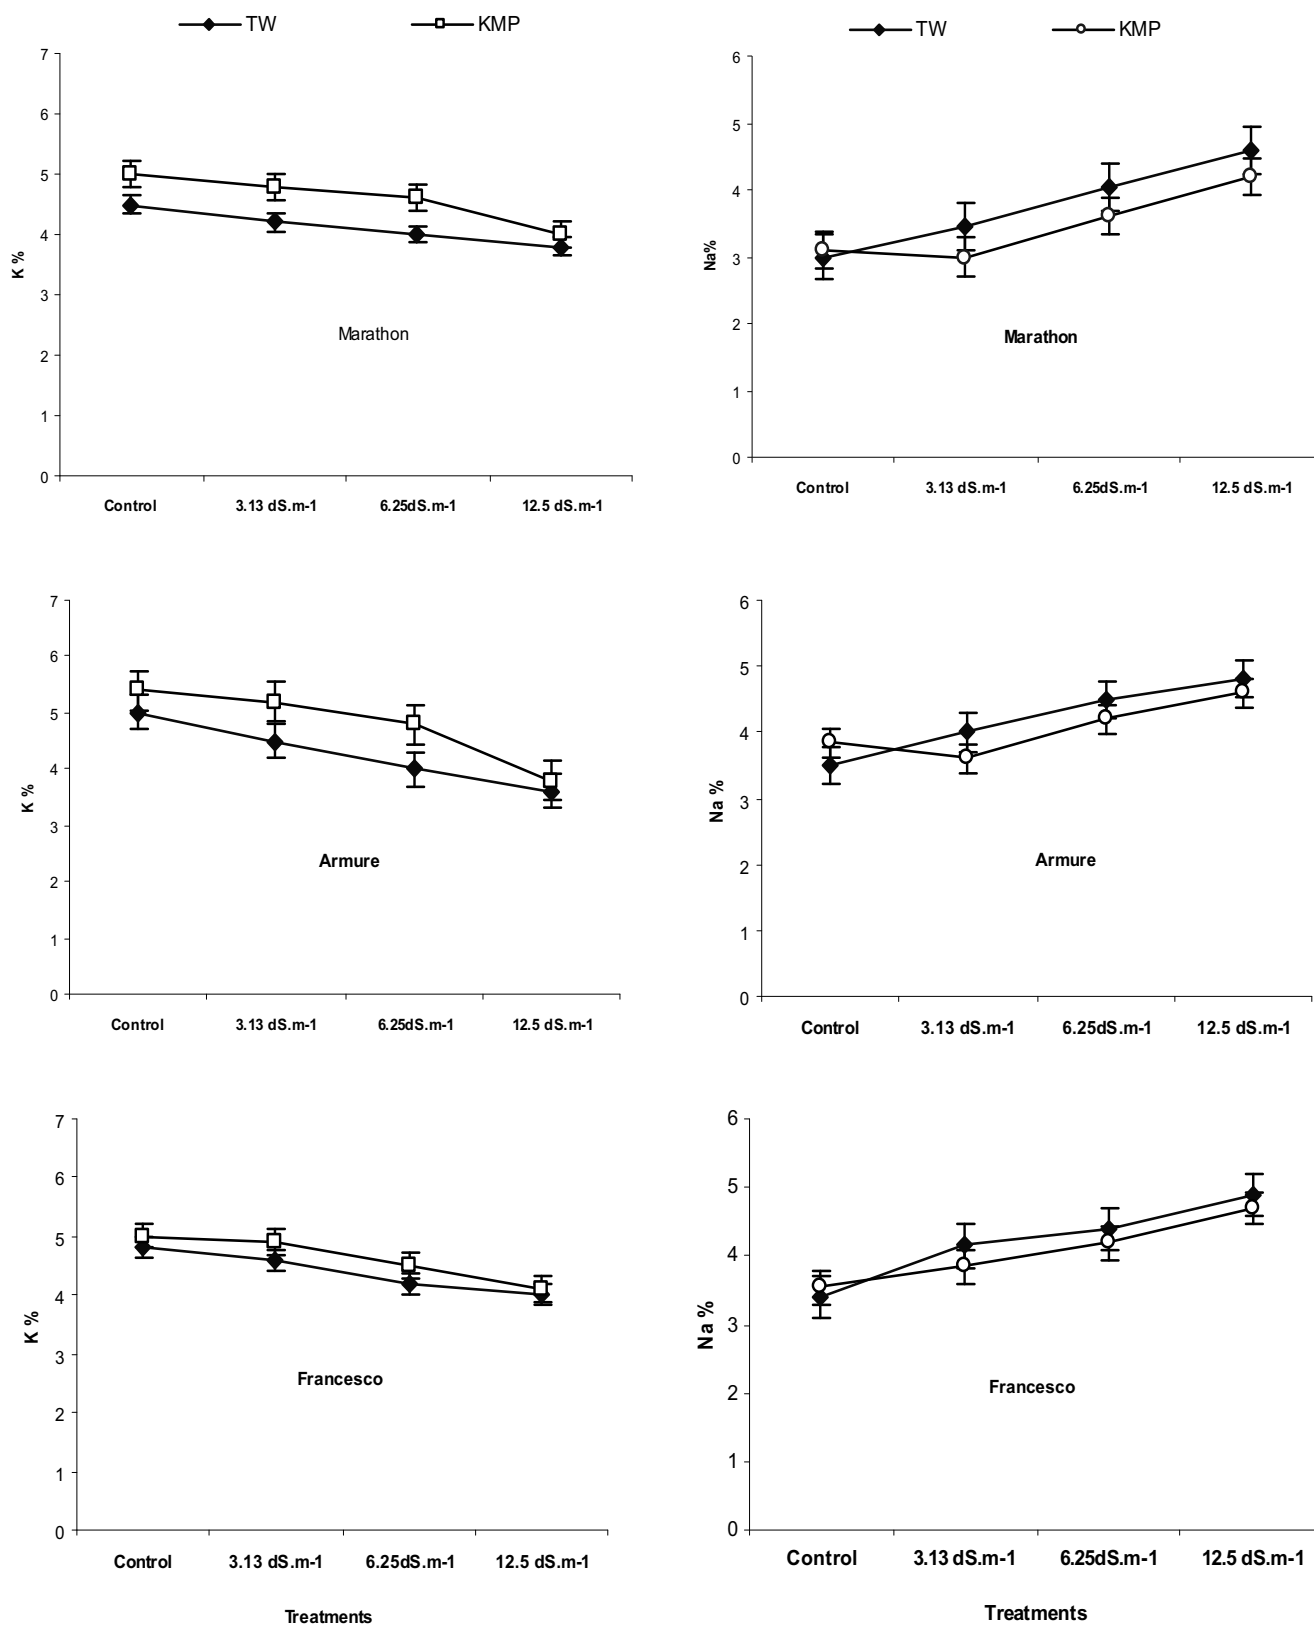 TW KMP
7
6
5
4
3
2
1
0
K %
Marathon
Control 3.13 dS.m-1 6.25dS.m-1 12.5 dS.m-1
TW KMP
6
5
4
3
2
1
0
Na%
Marathon
Control 3.13 dS.m-1 6.25dS.m-1 12.5 dS.m-1
7
6
5
4
3
2
1
0
K %
Armure
Control 3.13 dS.m-1 6.25dS.m-1 12.5 dS.m-1
6
5
4
3
2
1
0
Na %
Armure
Control 3.13 dS.m-1 6.25dS.m-1 12.5 dS.m-1
7
6
5
4
3
2
1
0
K %
Francesco
Control 3.13 dS.m-1 6.25dS.m-1 12.5 dS.m-1
Treatments
6
5
4
3
2
1
0
Na %
Francesco
Control 3.13 dS.m-1 6.25dS.m-1 12.5 dS.m-1
Treatments